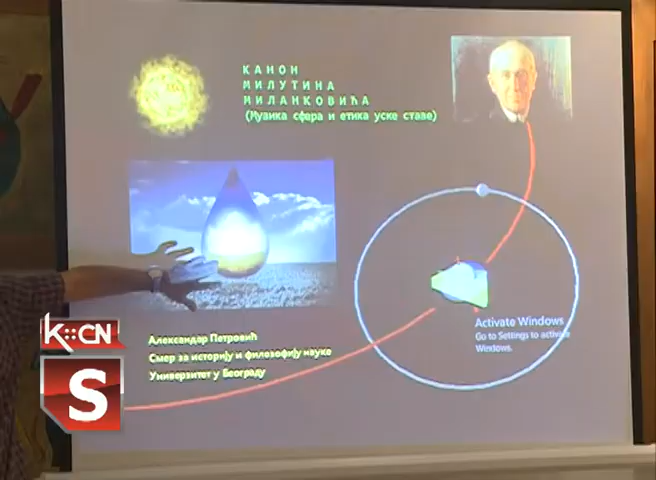 КАНОН
МИЛУТИНА
МИЛАНКОВИЋА
(Музика сфера и етика уске стазе)
Александар Петровић
Смер за историју и филозофију науке
Универзитет у Београду
Activate Windows
Go to Settings to activate
Windows.
K::CN
S